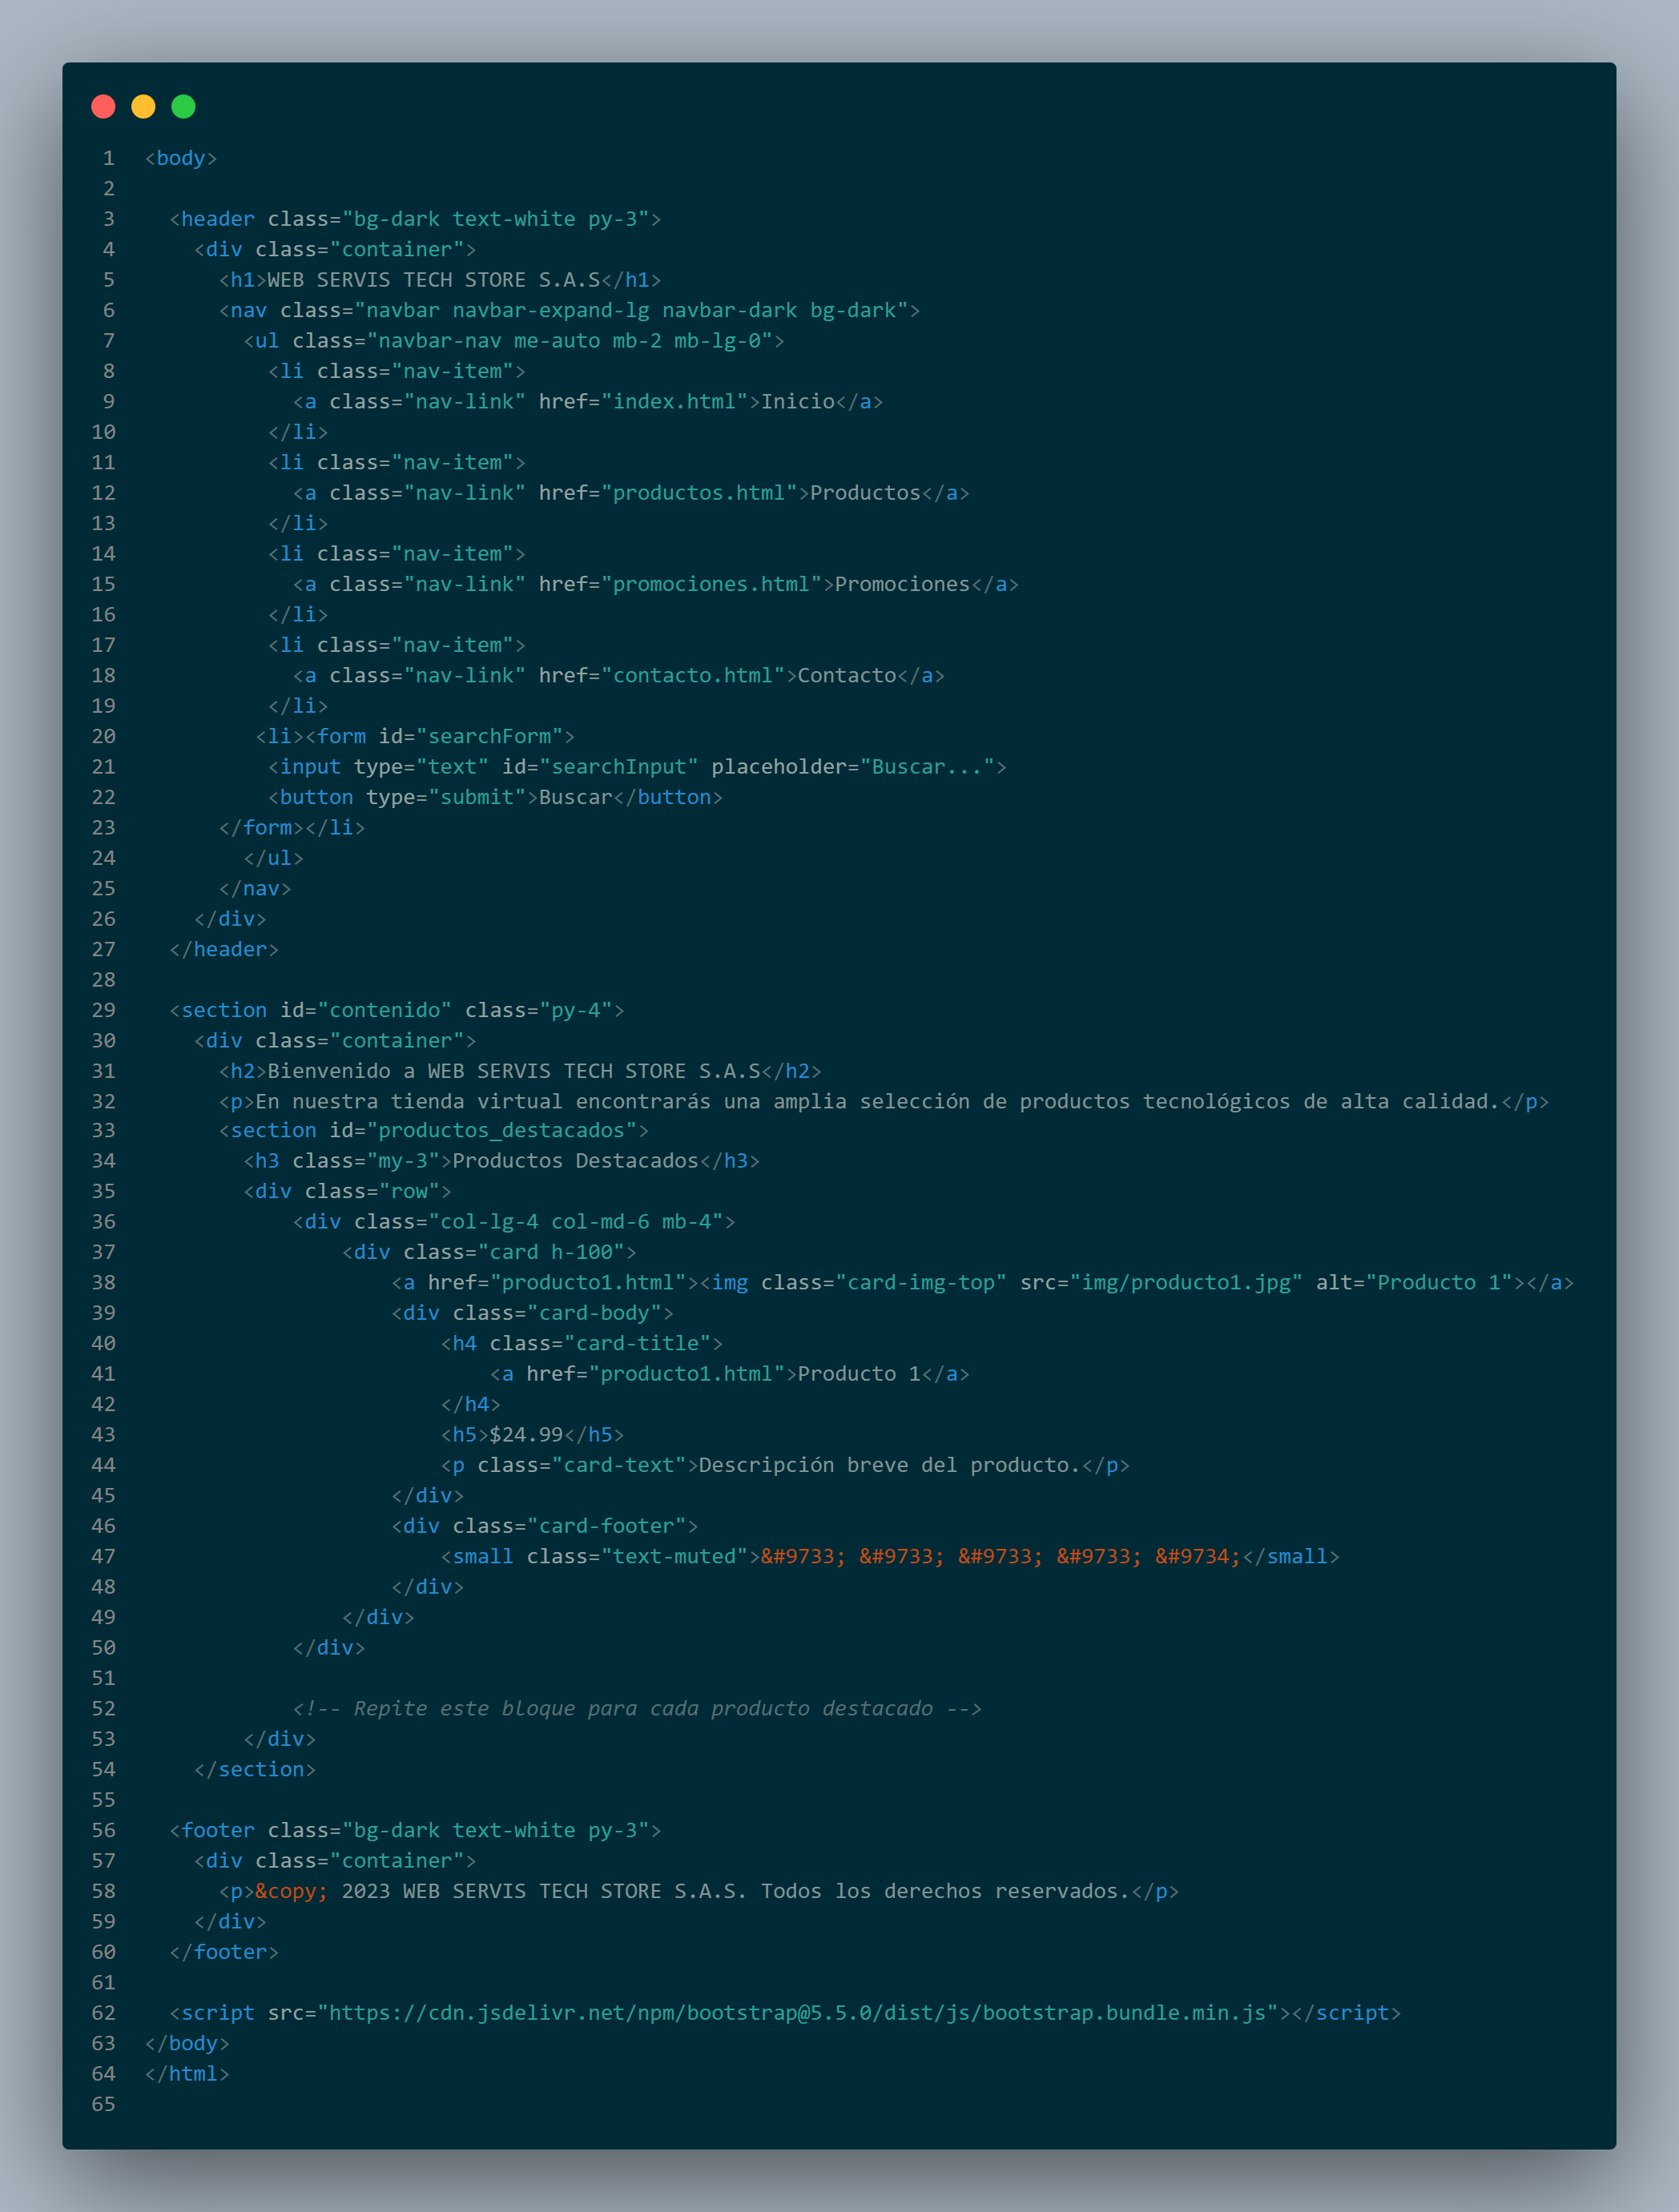 1 <body>
2
3   <header class="bg-dark text-white py-3">
4     <div class="container">
5       <h1>WEB SERVIS TECH STORE S.A.S</h1>
6       <nav class="navbar navbar-expand-lg navbar-dark bg-dark">
7         <ul class="navbar-nav me-auto mb-2 mb-lg-0">
8           <li class="nav-item">
9             <a class="nav-link" href="index.html">Inicio</a>
10           </li>
11           <li class="nav-item">
12             <a class="nav-link" href="productos.html">Productos</a>
13           </li>
14           <li class="nav-item">
15             <a class="nav-link" href="promociones.html">Promociones</a>
16           </li>
17           <li class="nav-item">
18             <a class="nav-link" href="contacto.html">Contacto</a>
19           </li>
20          <li><form id="searchForm">
21           <input type="text" id="searchInput" placeholder="Buscar...">
22           <button type="submit">Buscar</button>
23       </form></li>
24         </ul>
25       </nav>
26     </div>
27   </header>
28
29   <section id="contenido" class="py-4">
30     <div class="container">
31       <h2>Bienvenido a WEB SERVIS TECH STORE S.A.S</h2>
32       <p>En nuestra tienda virtual encontrarás una amplia selección de productos tecnológicos de alta calidad.</p>
33       <section id="productos_destacados">
34         <h3 class="my-3">Productos Destacados</h3>
35         <div class="row">
36             <div class="col-lg-4 col-md-6 mb-4">
37                 <div class="card h-100">
38                     <a href="producto1.html"><img class="card-img-top" src="img/producto1.jpg" alt="Producto 1"></a>
39                     <div class="card-body">
40                         <h4 class="card-title">
41                             <a href="producto1.html">Producto 1</a>
42                         </h4>
43                         <h5>$24.99</h5>
44                         <p class="card-text">Descripción breve del producto.</p>
45                     </div>
46                     <div class="card-footer">
47                         <small class="text-muted">&#9733; &#9733; &#9733; &#9733; &#9734;</small>
48                     </div>
49                 </div>
50             </div>
51
52             <!-- Repite este bloque para cada producto destacado -->
53         </div>
54     </section>
55
56   <footer class="bg-dark text-white py-3">
57     <div class="container">
58       <p>&copy; 2023 WEB SERVIS TECH STORE S.A.S. Todos los derechos reservados.</p>
59     </div>
60   </footer>
61
62   <script src="https://cdn.jsdelivr.net/npm/bootstrap@5.5.0/dist/js/bootstrap.bundle.min.js"></script>
63 </body>
64 </html>
65